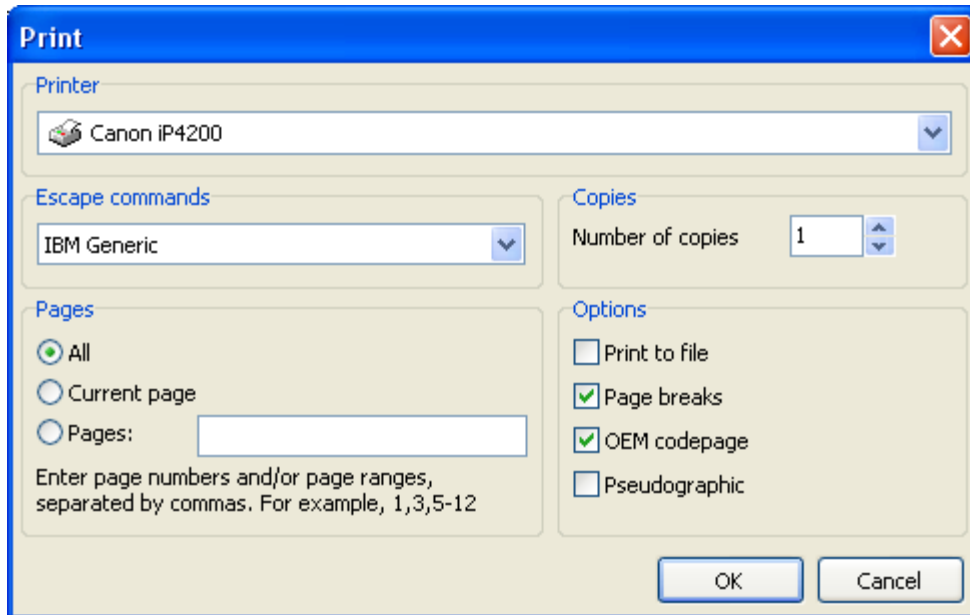 Print
Printer
Canon iP4200
Escape commands
IBM Generic
Copies
Number of copies 1
Pages
All
Current page
Pages:
Enter page numbers and/or page ranges,
separated by commas. For example, 1,3,5-12
Options
Print to file
Page breaks
OEM codepage
Pseudographic
OK Cancel